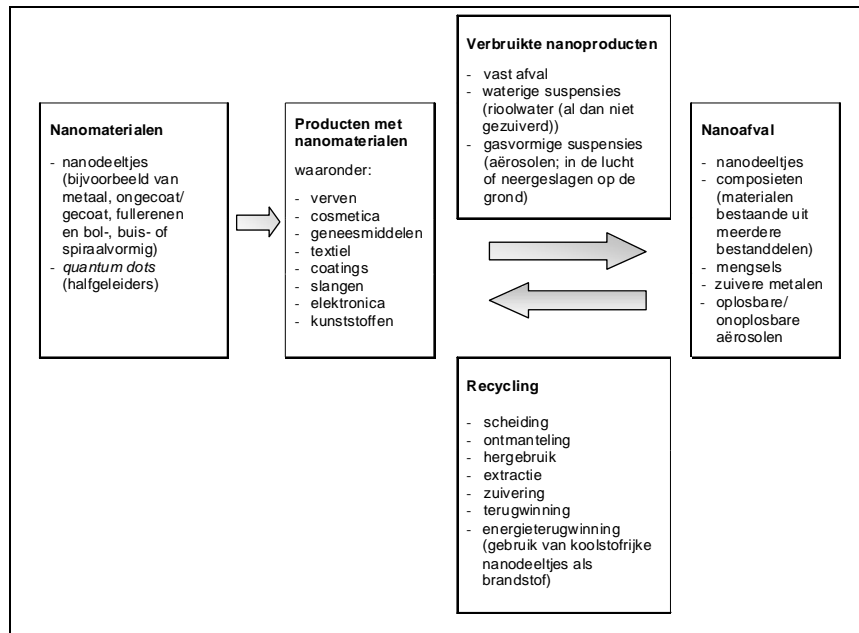 Nanomaterialen
- nanodeeltjes
(bijvoorbeeld van
metaal, ongecoat/
gecoat, fullerenen
en bol-, buis- of
spiraalvormig)
- quantum dots
(halfgeleiders)
Producten met
nanomaterialen
waaronder:
- verven
- cosmetica
- geneesmiddelen
- textiel
- coatings
- slangen
- elektronica
- kunststoffen
Verbruikte nanoproducten
- vast afval
- waterige suspensies
(rioolwater (al dan niet
gezuiverd))
- gasvormige suspensies
(aërosolen; in de lucht
of neergeslagen op de
grond)
Nanoafval
- nanodeeltjes
- composieten
(materialen
bestaande uit
meerdere
bestanddelen)
- mengsels
- zuivere metalen
- oplosbare/
onoplosbare
aërosolen
Recycling
- scheiding
- ontmanteling
- hergebruik
- extractie
- zuivering
- terugwinning
- energieterugwinning
(gebruik van koolstofrijke
nanodeeltjes als
brandstof)